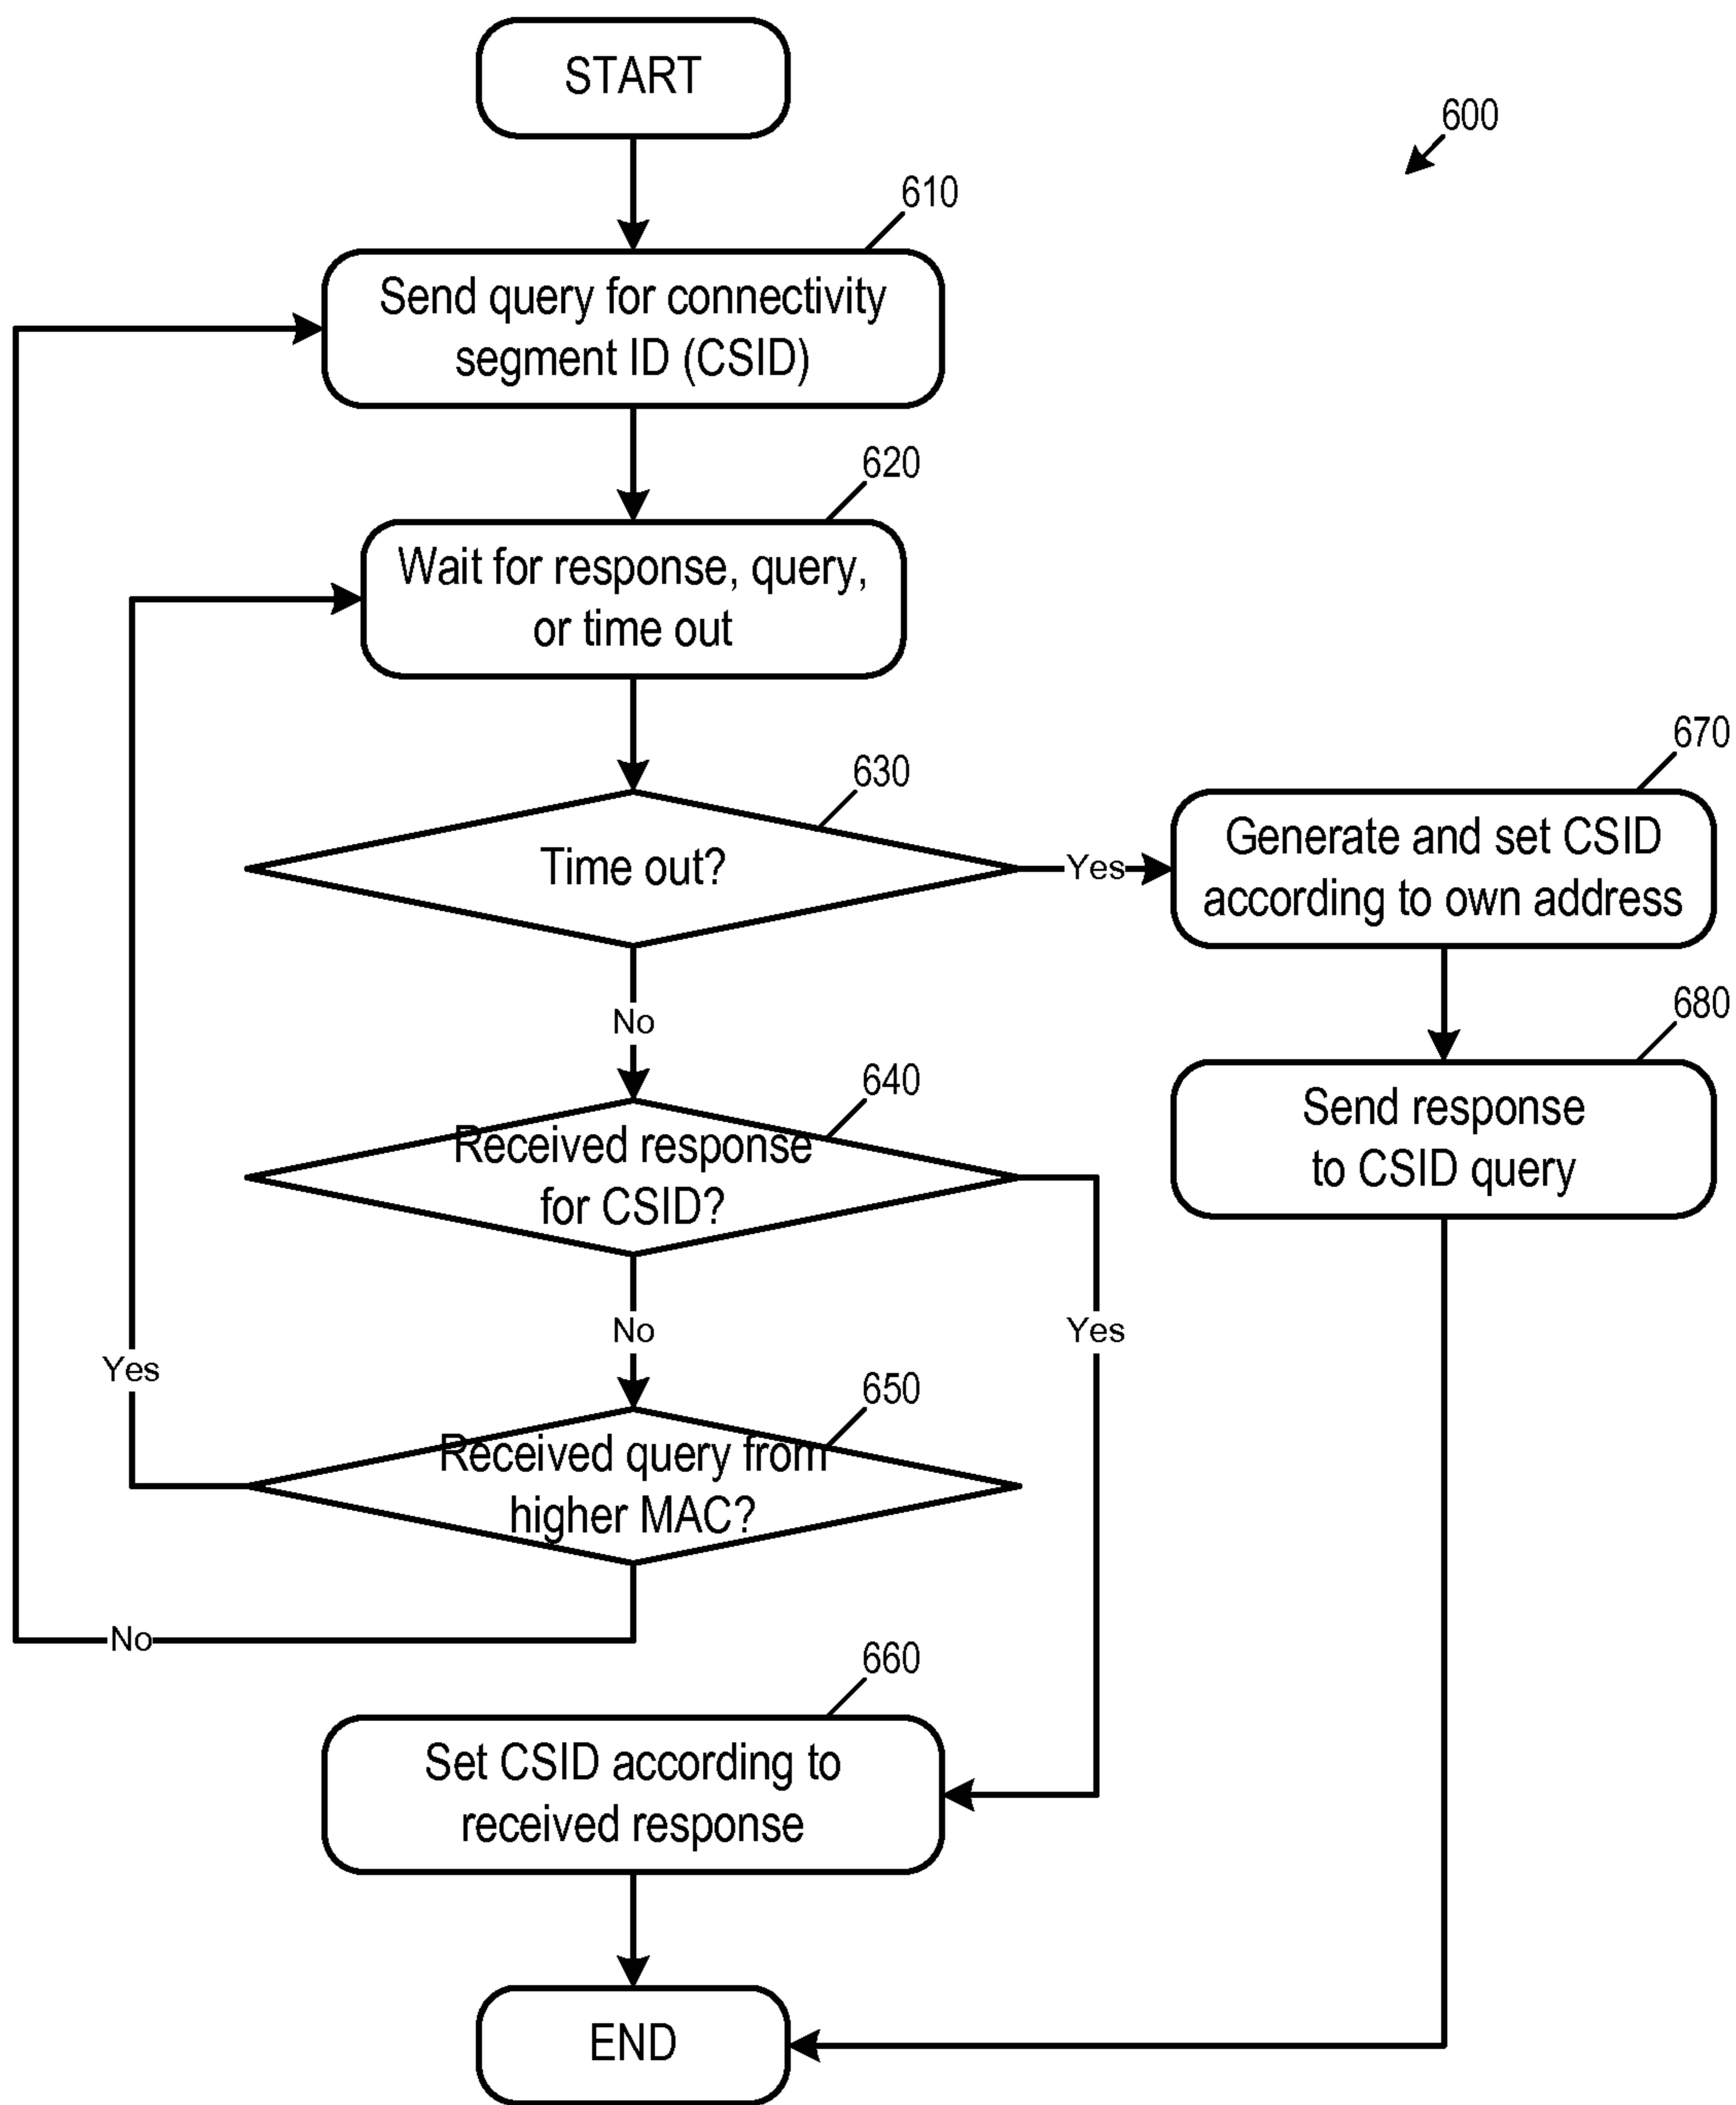 START
600
610
Send query for connectivity
segment ID (CSID)
620
Wait for response, query,
or time out
630
Time out?
Yes
670
Generate and set CSID
according to own address
No
680
Send response
to CSID query
640
Received response
for CSID?
No
Yes
Yes
650
Received query from
higher MAC?
No
660
Set CSID according to
received response
END